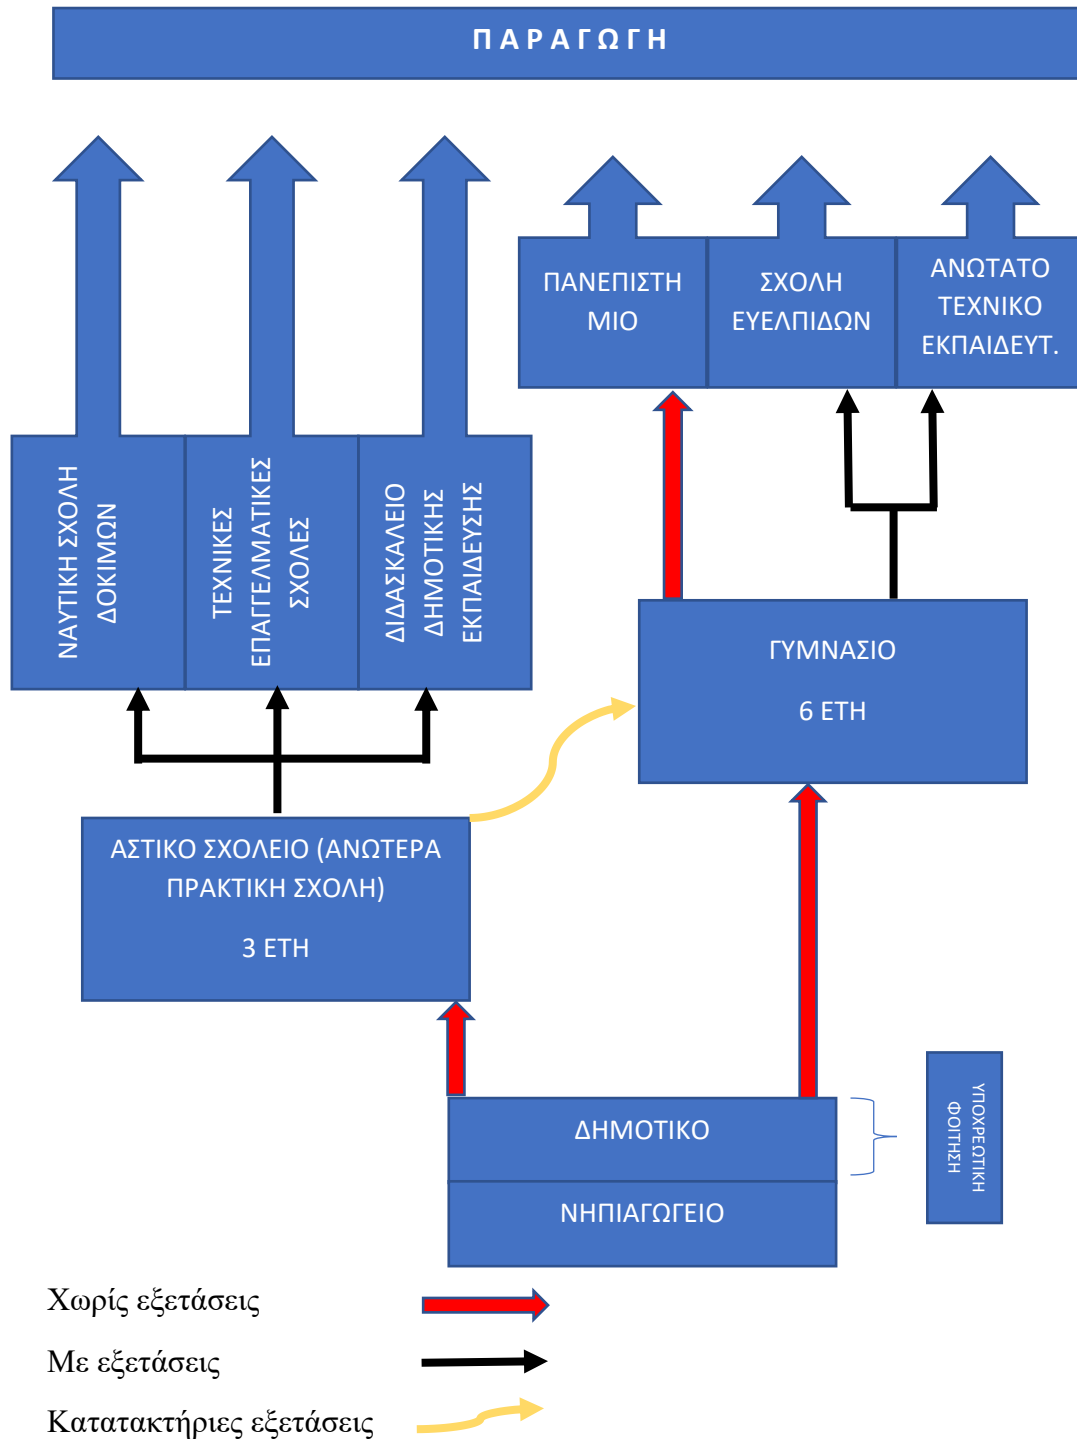 Π Α Ρ Α Γ Ω Γ Η
ΠΑΝΕΠΙΣΤΗ
ΜΙΟ
ΣΧΟΛΗ
ΕΥΕΛΠΙΔΩΝ
ΑΝΩΤΑΤΟ
ΤΕΧΝΙΚΟ
ΕΚΠΑΙΔΕΥΤ.
ΝΑΥΤΙΚΗ ΣΧΟΛΗ
ΔΟΚΙΜΩΝ
ΤΕΧΝΙΚΕΣ
ΕΠΑΓΓΕΛΜΑΤΙΚΕΣ
ΣΧΟΛΕΣ
ΔΙΔΑΣΚΑΛΕΙΟ
ΔΗΜΟΤΙΚΗΣ
ΕΚΠΑΙΔΕΥΣΗΣ
ΓΥΜΝΑΣΙΟ
6 ΕΤΗ
ΑΣΤΙΚΟ ΣΧΟΛΕΙΟ (ΑΝΩΤΕΡΑ
ΠΡΑΚΤΙΚΗ ΣΧΟΛΗ)
3 ΕΤΗ
ΔΗΜΟΤΙΚΟ
ΝΗΠΙΑΓΩΓΕΙΟ
ΥΠΟΧΡΕΩΤΙΚΗ
ΦΟΙΤΗΣΗ
Χωρίς εξετάσεις
Με εξετάσεις
Κατατακτήριες εξετάσεις